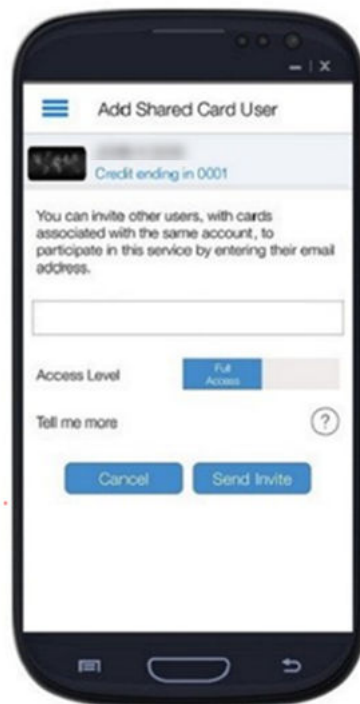 Add Shared Card User
Credit ending in 0001
You can invite other users, with cards
associated with the same account, to
participate in this service by entering their email
address.
Access Level
Full
Access
Tell me more
?
Cancel
Send Invite